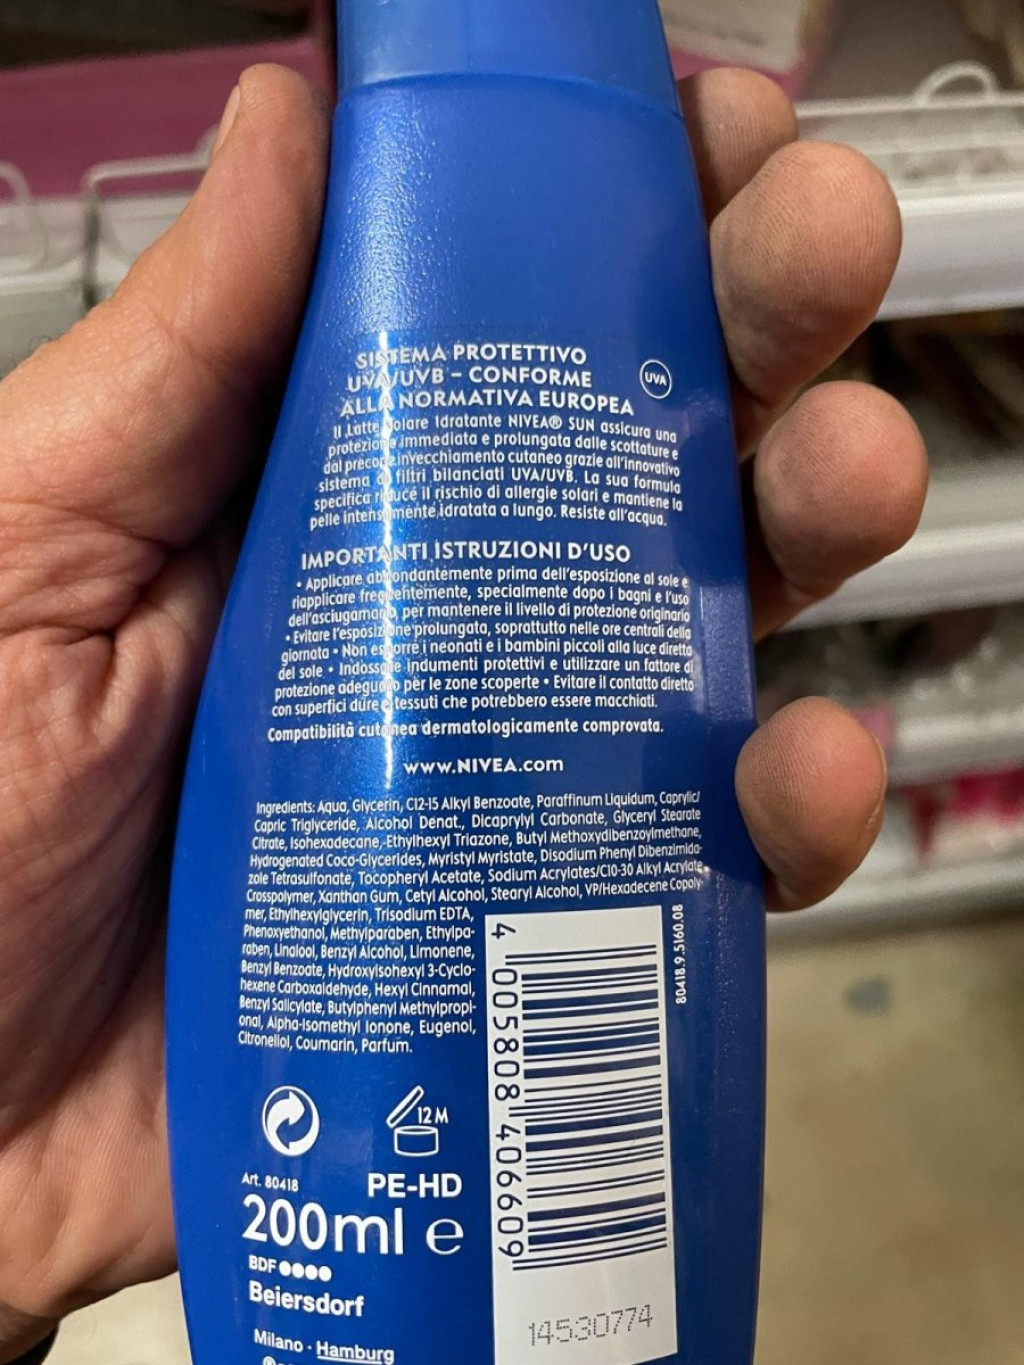 SISTEMA PROTETTIVO
UVA/UVB – CONFORME
ALLA NORMATIVA EUROPEA
UVA
Il Latte Solare Idratante NIVEA® SUN assicura una
protezione immediata e prolungata dalle scottature e
dal precoce invecchiamento cutaneo grazie all'innovativo
sistema di filtri bilanciati UVA/UVB. La sua formula
specifica riduce il rischio di allergie solari e mantiene la
pelle intensamente idratata a lungo. Resiste all'acqua.
IMPORTANTI ISTRUZIONI D'USO
• Applicare abbondantemente prima dell'esposizione al sole e
riapplicare frequentemente, specialmente dopo i bagni e l'uso
dell'asciugamano, per mantenere il livello di protezione originario
• Evitare l'esposizione prolungata, soprattutto nelle ore centrali della
giornata • Non esporre i neonati e i bambini piccoli alla luce diretta
del sole • Indossare indumenti protettivi e utilizzare un fattore di
protezione adeguato per le zone scoperte • Evitare il contatto diretto
con superfici dure e tessuti che potrebbero essere macchiati.
Compatibilità cutanea dermatologicamente comprovata.
www.NIVEA.com
Ingredients: Aqua, Glycerin, C12-15 Alkyl Benzoate, Paraffinum Liquidum, Caprylic/
Capric Triglyceride, Alcohol Denat., Dicaprylyl Carbonate, Glyceryl Stearate
Citrate, Isohexadecane, Ethylhexyl Triazone, Butyl Methoxydibenzoylmethane,
Hydrogenated Coco-Glycerides, Myristyl Myristate, Disodium Phenyl Dibenzimida-
zole Tetrasulfonate, Tocopheryl Acetate, Sodium Acrylates/C10-30 Alkyl Acrylate
Crosspolymer, Xanthan Gum, Cetyl Alcohol, Stearyl Alcohol, VP/Hexadecene Copoly-
mer, Ethylhexylglycerin, Trisodium EDTA,
Phenoxyethanol, Methylparaben, Ethylpa-
raben, Linalool, Benzyl Alcohol, Limonene,
Benzyl Benzoate, Hydroxyisohexyl 3-Cyclo-
hexene Carboxaldehyde, Hexyl Cinnamal,
Benzyl Salicylate, Butylphenyl Methylpropi-
onal, Alpha-Isomethyl Ionone, Eugenol,
Citronellol, Coumarin, Parfum.
80418.9.5160.08
4 005808 406609
14530774
12 M
Art. 80418
PE-HD
200ml e
BDF
Beiersdorf
Milano • Hamburg